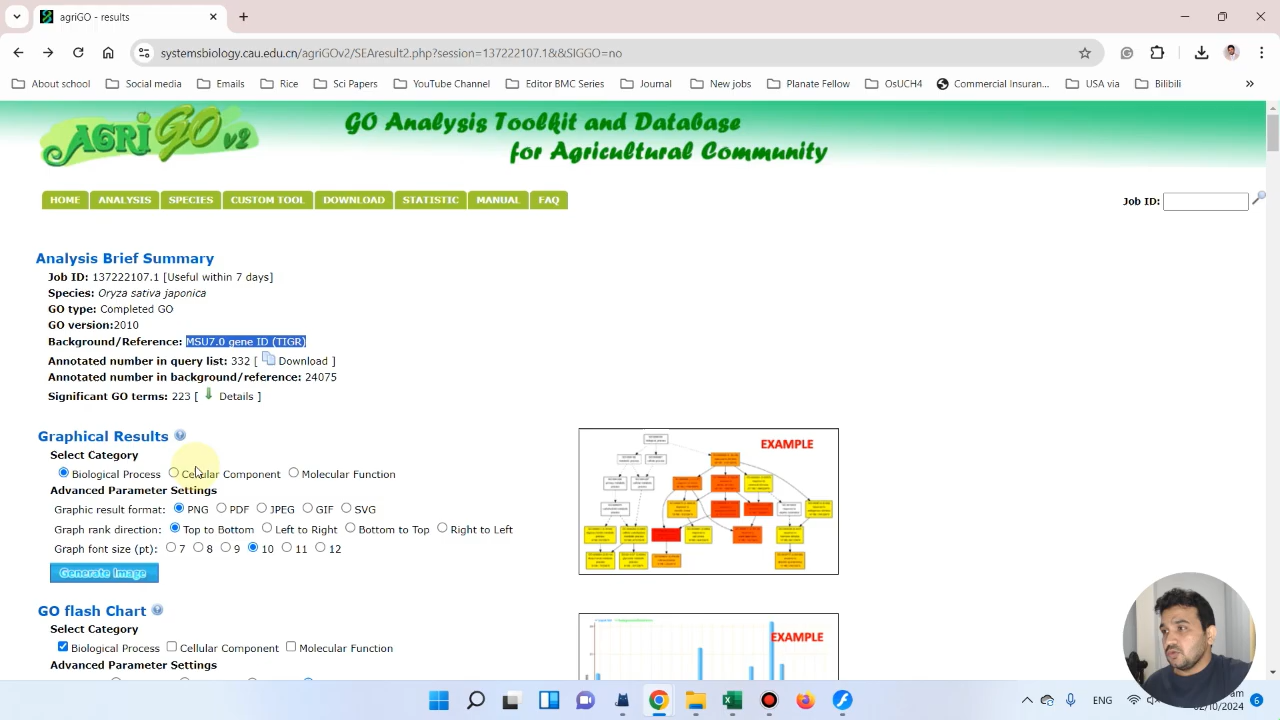 agriGO - results
systemsbiology.cau.edu.cn/agriGOv2/SEAresult2.php?session=137222107.1&&SIGGO=no
About school Social media Emails Rice Sci Papers YouTube Channel Editor BMC Series Journal New jobs Planate Fellow OsUCH4 Commercial Insuran... USA via Bilibili »
AGRIGO v2
GO Analysis Toolkit and Database
for Agricultural Community
HOME ANALYSIS SPECIES CUSTOM TOOL DOWNLOAD STATISTIC MANUAL FAQ
Job ID:
Analysis Brief Summary
Job ID: 137222107.1 [Useful within 7 days]
Species: Oryza sativa japonica
GO type: Completed GO
GO version:2010
Background/Reference: MSU7.0 gene ID (TIGR)
Annotated number in query list: 332 [ Download ]
Annotated number in background/reference: 24075
Significant GO terms: 223 [ Details ]
Graphical Results
EXAMPLE
Select Category
Biological Process Cellular Component Molecular Function
Advanced Parameter Settings
Graphic result format: PNG PDF JPEG GIF SVG
Graph rank direction: Top to Bottom Left to Right Bottom to Top Right to Left
Graph font size (pt): 7 8 9 10 11 12
Generate Image
GO flash Chart
Select Category
EXAMPLE
Biological Process Cellular Component Molecular Function
Advanced Parameter Settings
ENG
02/10/2024
6